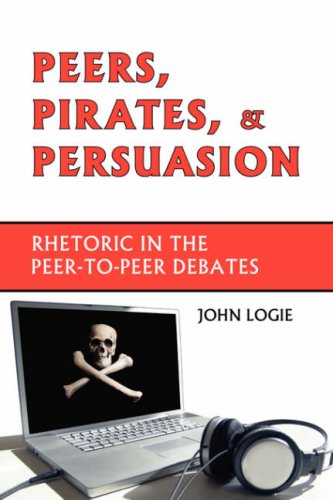 PEERS,
PIRATES, &
PERSUASION
RHETORIC IN THE
PEER-TO-PEER DEBATES
JOHN LOGIE